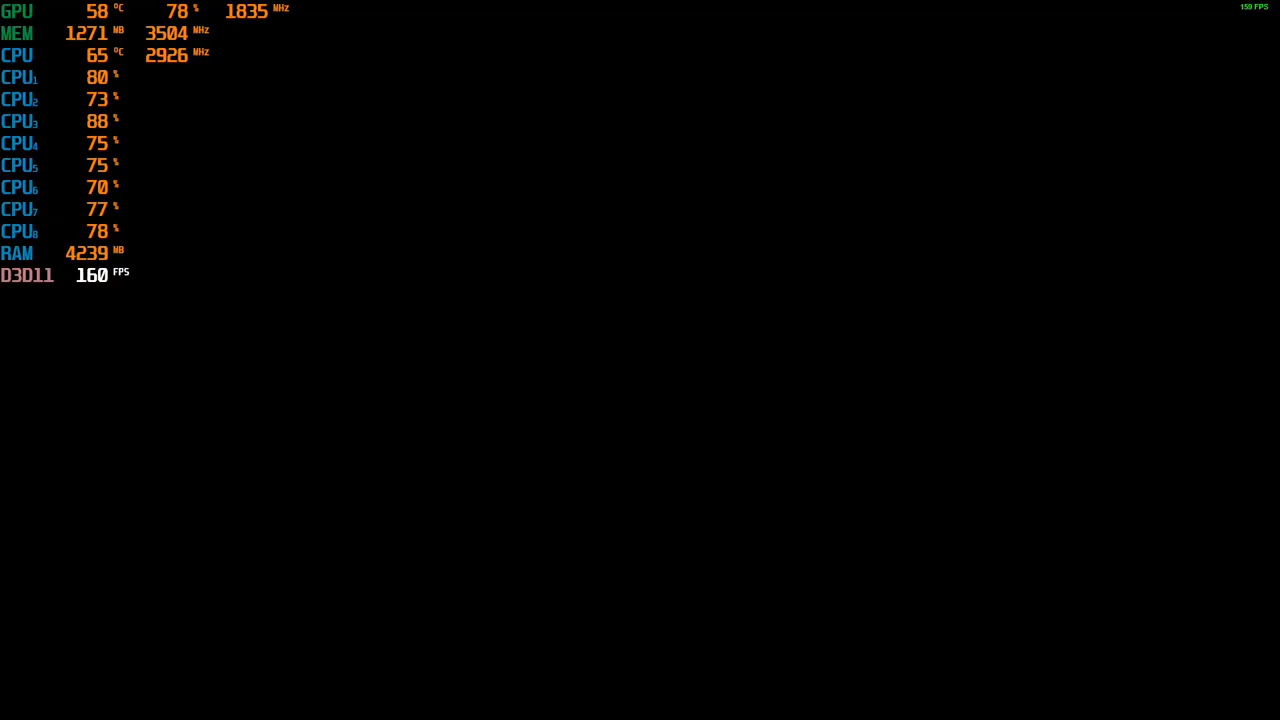 GPU 58 °C 78 % 1835 MHz
159 FPS
MEM 1271 MB 3504 MHz
CPU 65 °C 2926 MHz
CPU1 80 %
CPU2 73 %
CPU3 88 %
CPU4 75 %
CPU5 75 %
CPU6 70 %
CPU7 77 %
CPU8 78 %
RAM 4239 MB
D3D11 160 FPS